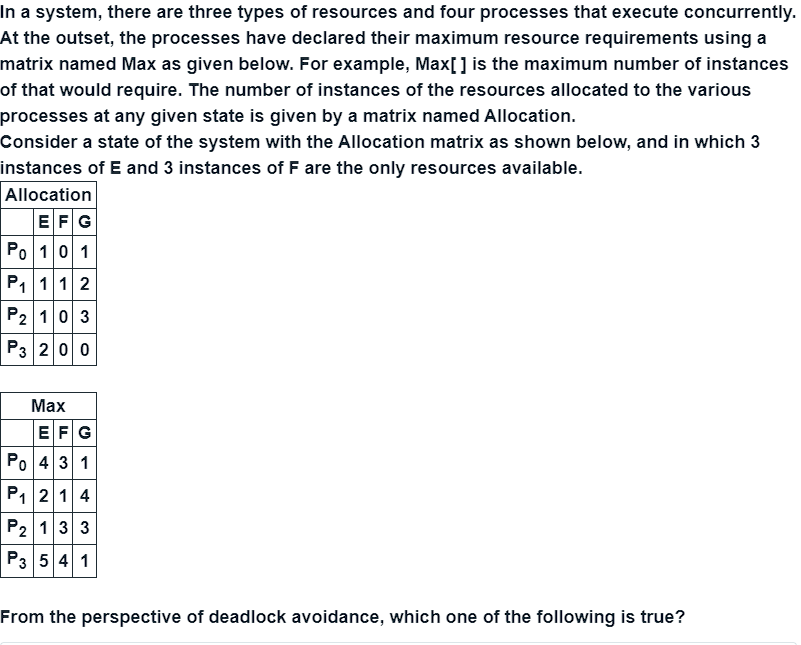 In a system, there are three types of resources and four processes that execute concurrently.
At the outset, the processes have declared their maximum resource requirements using a
matrix named Max as given below. For example, Max[ ] is the maximum number of instances
of that would require. The number of instances of the resources allocated to the various
processes at any given state is given by a matrix named Allocation.
Consider a state of the system with the Allocation matrix as shown below, and in which 3
instances of E and 3 instances of F are the only resources available.
Allocation
E F G
P0 1 0 1
P1 1 1 2
P2 1 0 3
P3 2 0 0
Max
E F G
P0 4 3 1
P1 2 1 4
P2 1 3 3
P3 5 4 1
From the perspective of deadlock avoidance, which one of the following is true?